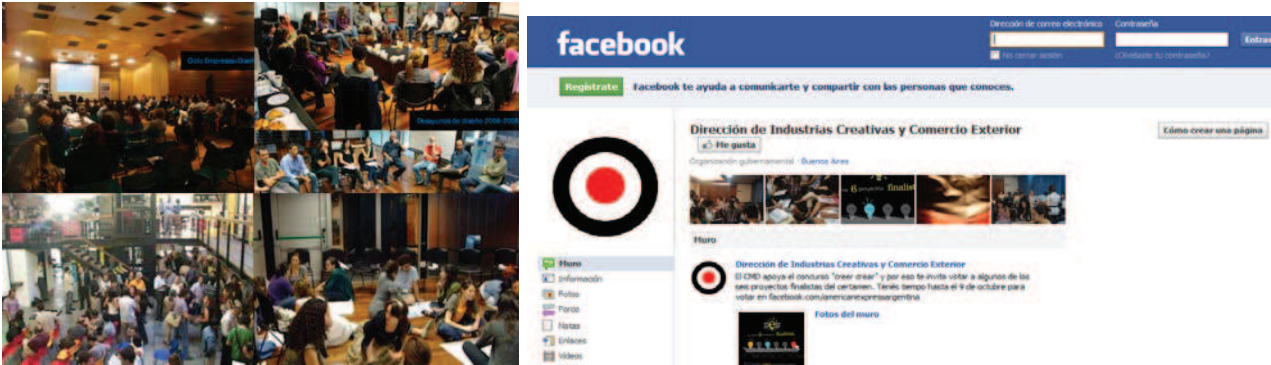 Ciclo Empresas+Diseño
Desayunos de diseño 2008-2009
facebook
Dirección de correo electrónico
Contraseña
Entrar
No cerrar sesión
¿Olvidaste tu contraseña?
Regístrate
Facebook te ayuda a comunicarte y compartir con las personas que conoces.
Dirección de Industrias Creativas y Comercio Exterior
Me gusta
Cómo crear una página
Organización gubernamental · Buenos Aires
6 proyectos finalist
Muro
Muro
Información
Fotos
Foros
Notas
Enlaces
Vídeos
Dirección de Industrias Creativas y Comercio Exterior
El CMD apoya el concurso "creer crear" y por eso te invita votar a algunos de los
seis proyectos finalistas del certamen. Tenés tiempo hasta el 9 de octubre para
votar en facebook.com/americanexpressargentina
Fotos del muro